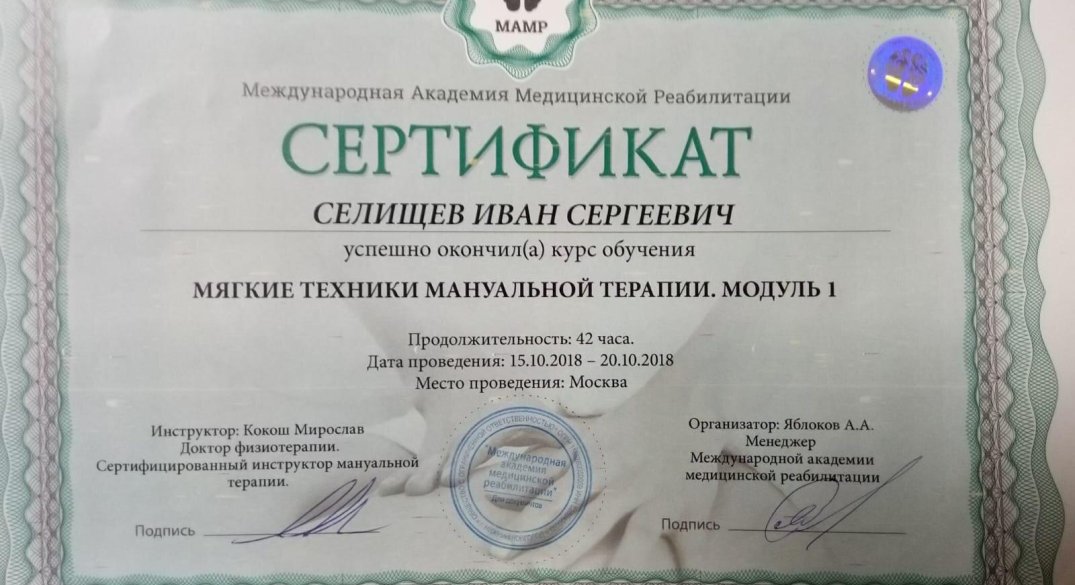 МАМР
Международная Академия Медицинской Реабилитации
СЕРТИФИКАТ
СЕЛИЩЕВ ИВАН СЕРГЕЕВИЧ
успешно окончил(а) курс обучения
МЯГКИЕ ТЕХНИКИ МАНУАЛЬНОЙ ТЕРАПИИ. МОДУЛЬ 1
Продолжительность: 42 часа.
Дата проведения: 15.10.2018 – 20.10.2018
Место проведения: Москва
Инструктор: Кокош Мирослав
Доктор физиотерапии.
Сертифицированный инструктор мануальной
терапии.
Подпись
"Международная
академия
медицинской
реабилитации"
Для документов
Организатор: Яблоков А.А.
Менеджер
Международной академии
медицинской реабилитации
Подпись